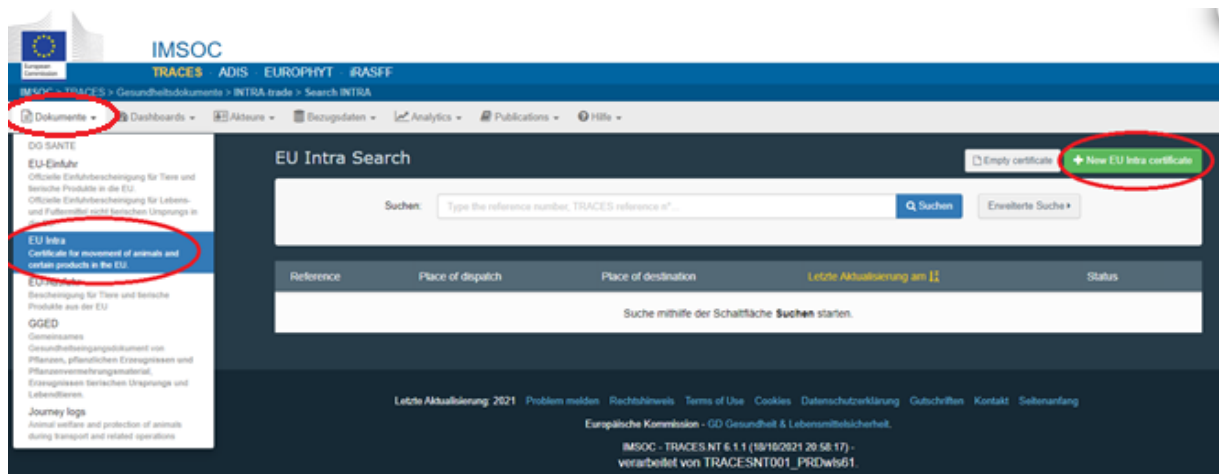 European
Commission
IMSOC
TRACES ADIS EUROPHYT iRASFF
IMSOC > TRACES > Gesundheitsdokumente > INTRA-trade > Search INTRA
Dokumente Dashboards Akteure Bezugsdaten Analytics Publications Hilfe
DG SANTE
EU-Einfuhr
Offizielle Einfuhrbescheinigung für Tiere und
tierische Produkte in die EU.
Offizielle Einfuhrbescheinigung für Lebens-
und Futtermittel nicht tierischen Ursprungs in
die
EU Intra
Certificate for movement of animals and
certain products in the EU.
Bescheinigung für Tiere und tierische
Produkte aus der EU
GGED
Gemeinsames
Gesundheitseingangsdokument von
Pflanzen, pflanzlichen Erzeugnissen und
Pflanzenvermehrungsmaterial,
Erzeugnissen tierischen Ursprungs und
Lebendtieren.
Journey logs
Animal welfare and protection of animals
during transport and related operations
EU Intra Search
Empty certificate + New EU Intra certificate
Suchen: Type the reference number, TRACES reference n°... Suchen Erweiterte Suche
Reference Place of dispatch Place of destination Letzte Aktualisierung am Status
Suche mithilfe der Schaltfläche Suchen starten.
Letzte Aktualisierung: 2021 Problem melden Rechtshinweis Terms of Use Cookies Datenschutzerklärung Gutschriften Kontakt Seitenanfang
Europäische Kommission - GD Gesundheit & Lebensmittelsicherheit.
IMSOC - TRACES.NT 6.1.1 (18/10/2021 20:58:17) -
verarbeitet von TRACESNT001_PRDwls61.